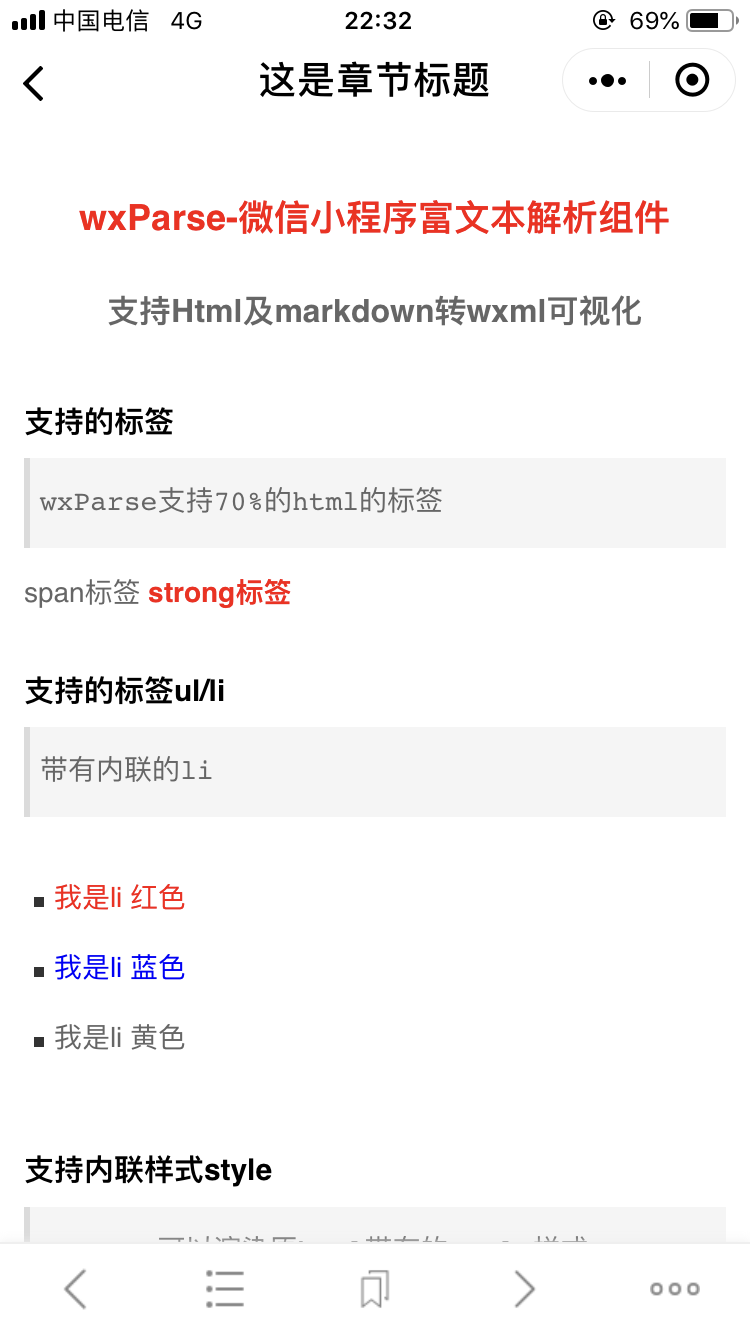 中国电信 4G 22:32 69%
这是章节标题
wxParse-微信小程序富文本解析组件
支持Html及markdown转wxml可视化
支持的标签
wxParse支持70%的html的标签
span标签 strong标签
支持的标签ul/li
带有内联的li
我是li 红色
我是li 蓝色
我是li 黄色
支持内联样式style